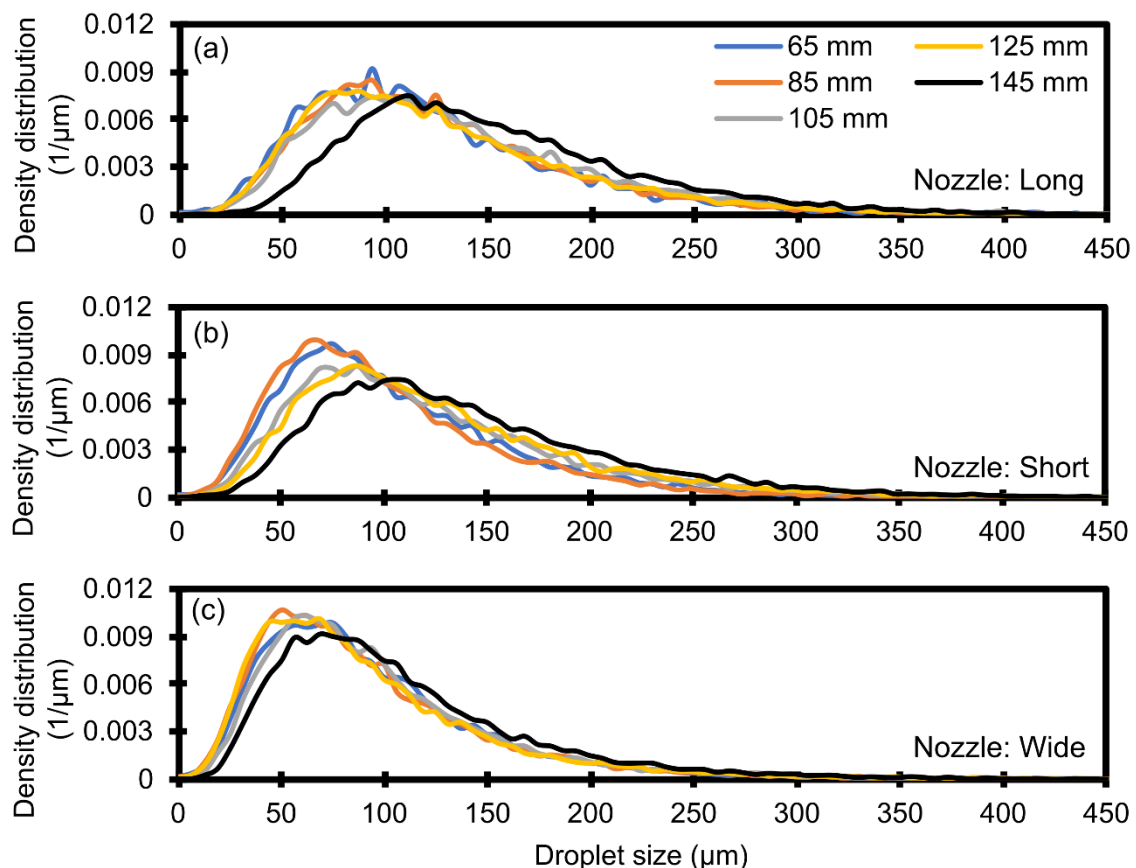 Density distribution
(1/µm)
0.012
0.009
0.006
0.003
0
(a)
65 mm
125 mm
85 mm
145 mm
105 mm
Nozzle: Long
0 50 100 150 200 250 300 350 400 450
Density distribution
(1/µm)
0.012
0.009
0.006
0.003
0
(b)
Nozzle: Short
0 50 100 150 200 250 300 350 400 450
Density distribution
(1/µm)
0.012
0.009
0.006
0.003
0
(c)
Nozzle: Wide
0 50 100 150 200 250 300 350 400 450
Droplet size (µm)